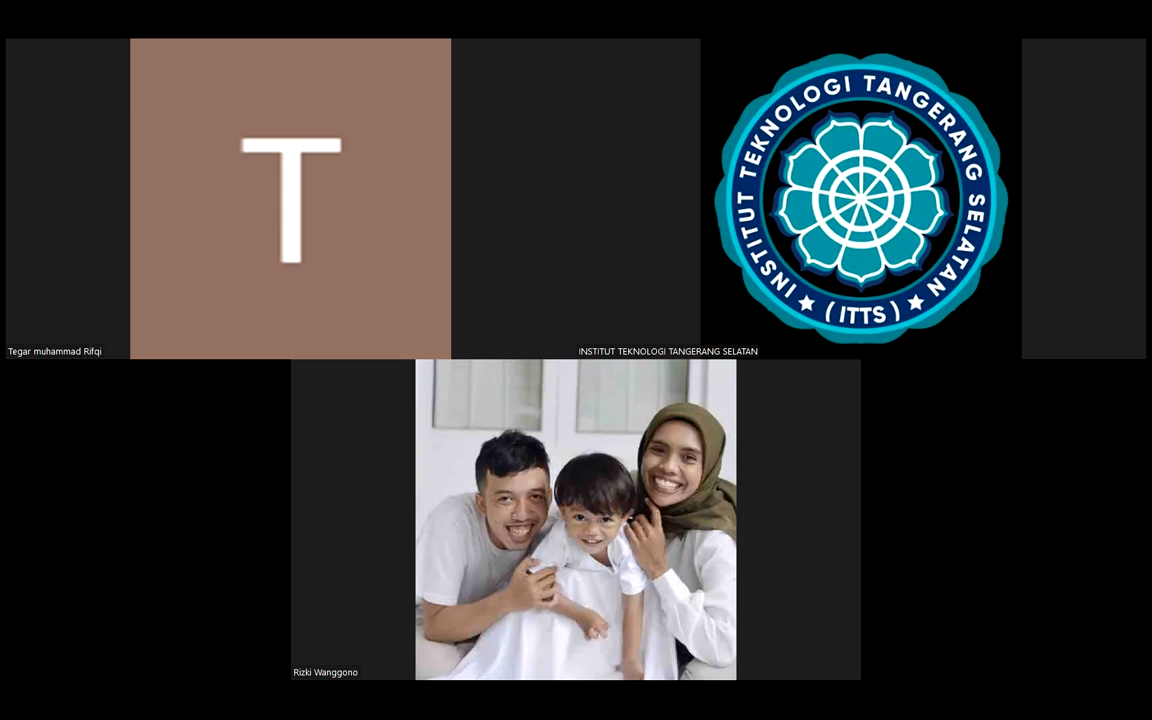 T
INSTITUT TEKNOLOGI TANGERANG SELATAN
( ITTS )
Tegar muhammad Rifqi
INSTITUT TEKNOLOGI TANGERANG SELATAN
Rizki Wanggono